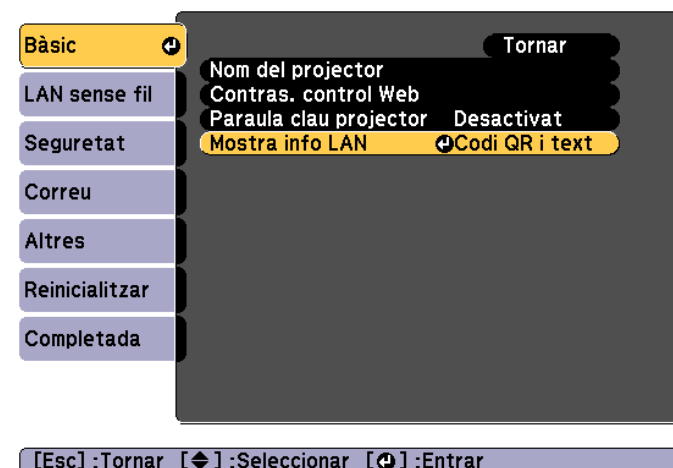 Bàsic
LAN sense fil
Seguretat
Correu
Altres
Reinicialitzar
Completada
Tornar
Nom del projector
Contras. control Web
Paraula clau projector Desactivat
Mostra info LAN Codi QR i text
[Esc] :Tornar [] :Seleccionar [] :Entrar